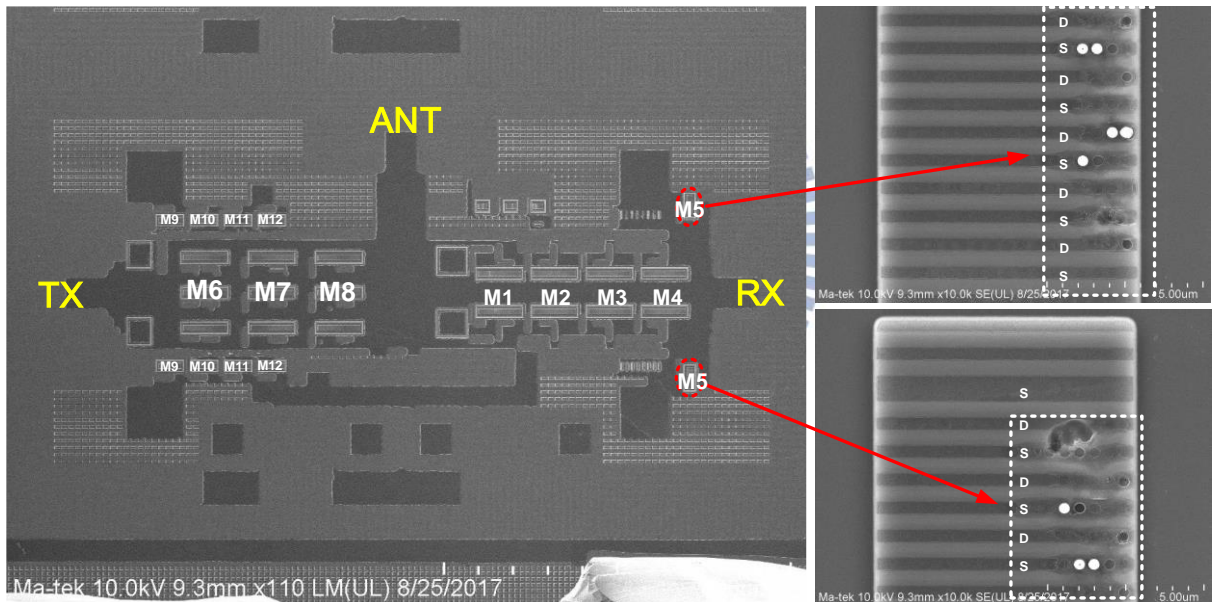 ANT
TX
RX
M9 M10 M11 M12
M5
M6 M7 M8
M1 M2 M3 M4
M9 M10 M11 M12
M5
Ma-tek 10.0kV 9.3mm x110 LM(UL) 8/25/2017
D
S
D
S
D
S
D
S
D
S
Ma-tek 10.0kV 9.3mm x10.0k SE(UL) 8/25/2017 5.00um
S
D
S
D
S
D
S
Ma-tek 10.0kV 9.3mm x10.0k SE(UL) 8/25/2017 5.00um